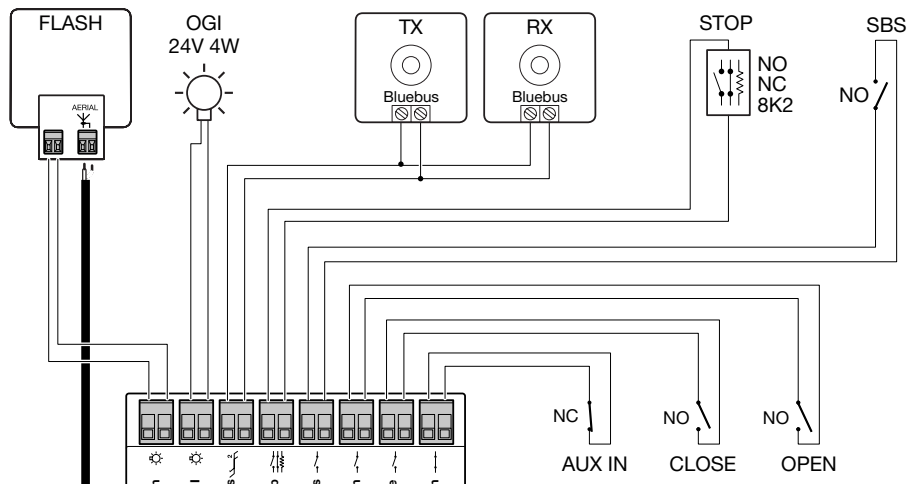 FLASH
OGI
24V 4W
TX
RX
STOP
SBS
AERIAL
Bluebus
Bluebus
NO
NC
8K2
NO
NC
NO
NO
AUX IN
CLOSE
OPEN